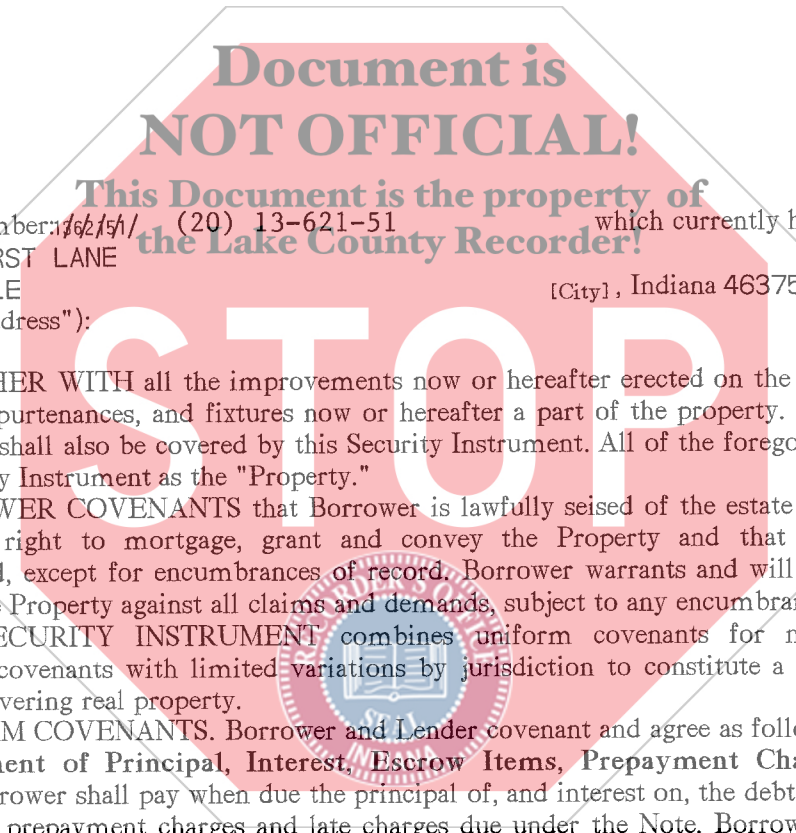 Document is
NOT OFFICIAL!
This Document is the property of
the Lake County Recorder!
mber: (20) 13-621-51 which currently h
RST LANE
LE [City], Indiana 46375
dress"):
STOP
HER WITH all the improvements now or hereafter erected on the
purtenances, and fixtures now or hereafter a part of the property.
shall also be covered by this Security Instrument. All of the forego
y Instrument as the "Property."
WER COVENANTS that Borrower is lawfully seised of the estate
right to mortgage, grant and convey the Property and that
d, except for encumbrances of record. Borrower warrants and will
e Property against all claims and demands, subject to any encumbran
ECURITY INSTRUMENT combines uniform covenants for n
covenants with limited variations by jurisdiction to constitute a
vering real property.
RECORDER'S OFFICE
SEAL
INDIANA
M COVENANTS. Borrower and Lender covenant and agree as follo
ment of Principal, Interest, Escrow Items, Prepayment Cha
rower shall pay when due the principal of, and interest on, the debt
prepayment charges and late charges due under the Note. Borrow